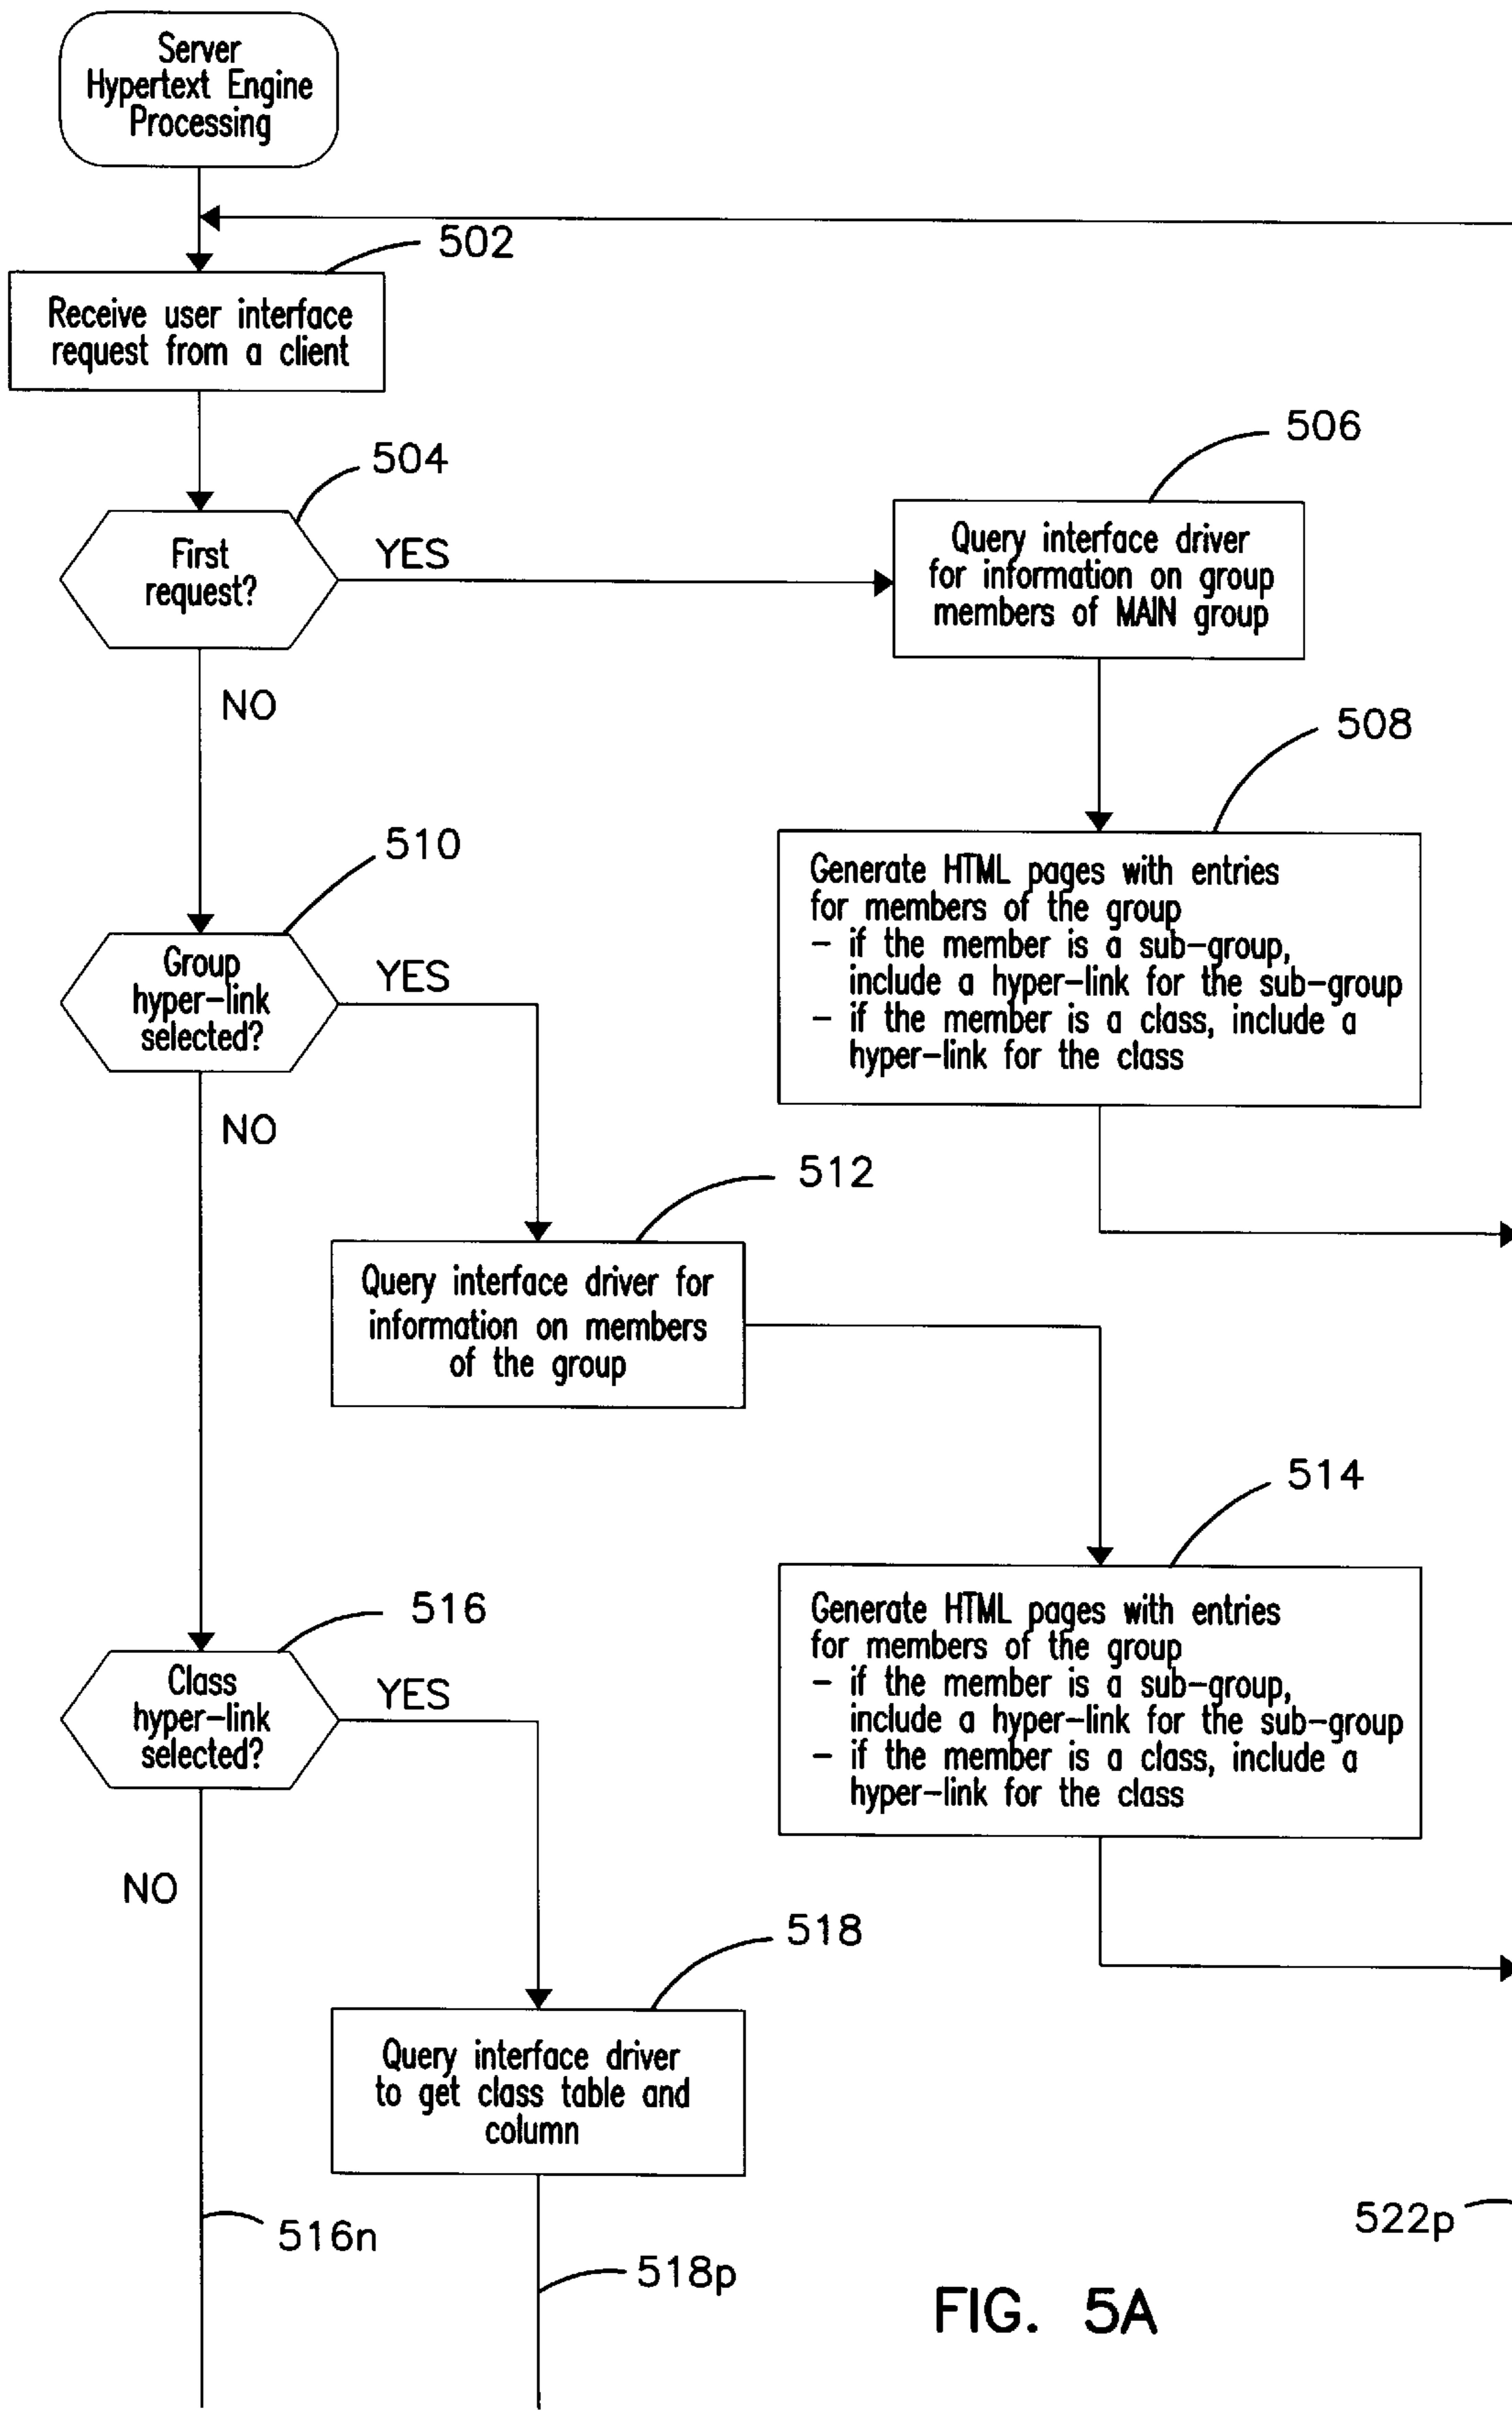 Server
Hypertext Engine
Processing
502
Receive user interface
request from a client
504
First
request?
YES
NO
506
Query interface driver
for information on group
members of MAIN group
508
Generate HTML pages with entries
for members of the group
– if the member is a sub-group,
include a hyper-link for the sub-group
– if the member is a class, include a
hyper-link for the class
510
Group
hyper-link
selected?
YES
NO
512
Query interface driver for
information on members
of the group
514
Generate HTML pages with entries
for members of the group
– if the member is a sub-group,
include a hyper-link for the sub-group
– if the member is a class, include a
hyper-link for the class
516
Class
hyper-link
selected?
YES
NO
518
Query interface driver
to get class table and
column
516n
518p
522p
FIG. 5A